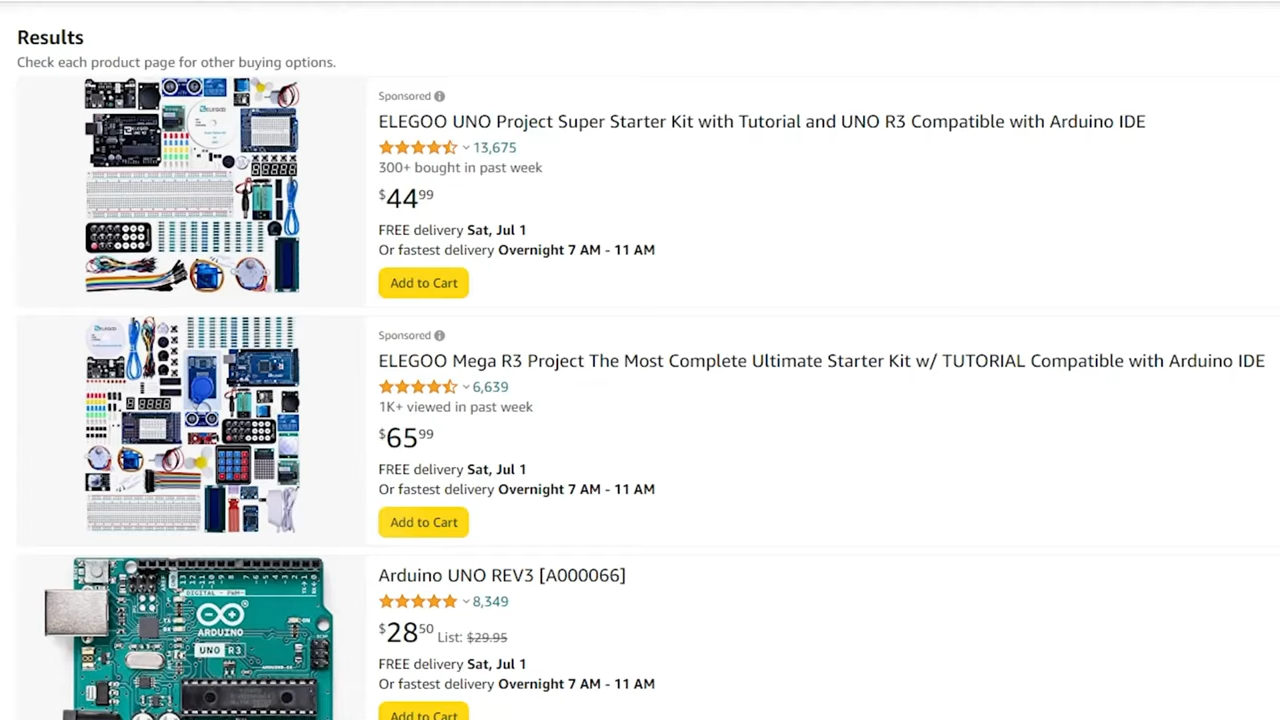 Results
Check each product page for other buying options.
Sponsored
ELEGOO UNO Project Super Starter Kit with Tutorial and UNO R3 Compatible with Arduino IDE
13,675
300+ bought in past week
$44 99
FREE delivery Sat, Jul 1
Or fastest delivery Overnight 7 AM - 11 AM
Add to Cart
Sponsored
ELEGOO Mega R3 Project The Most Complete Ultimate Starter Kit w/ TUTORIAL Compatible with Arduino IDE
6,639
1K+ viewed in past week
$65 99
FREE delivery Sat, Jul 1
Or fastest delivery Overnight 7 AM - 11 AM
Add to Cart
DIGITAL
ARDUINO
UNO R3
ON
Arduino UNO REV3 [A000066]
8,349
$28 50 List: $29.95
FREE delivery Sat, Jul 1
Or fastest delivery Overnight 7 AM - 11 AM
Add to Cart